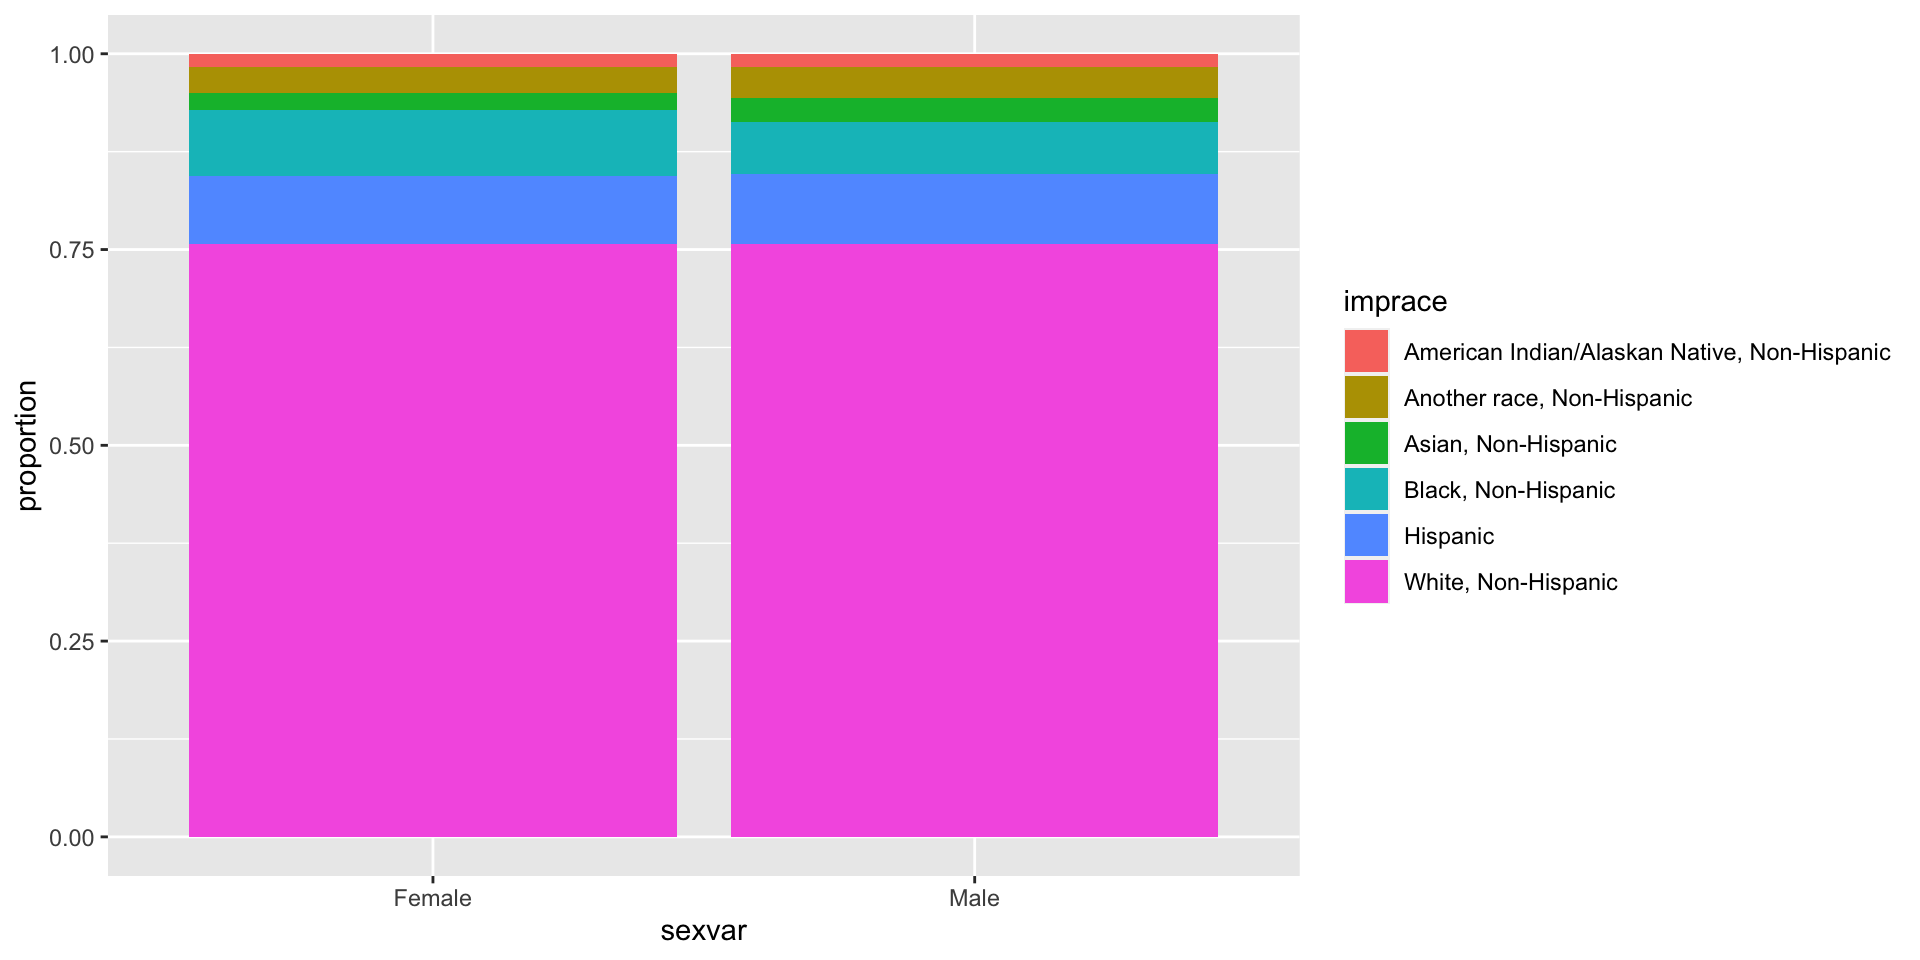 1.00
0.75
0.50
0.25
0.00
proportion
Female
Male
sexvar
imprace
American Indian/Alaskan Native, Non-Hispanic
Another race, Non-Hispanic
Asian, Non-Hispanic
Black, Non-Hispanic
Hispanic
White, Non-Hispanic